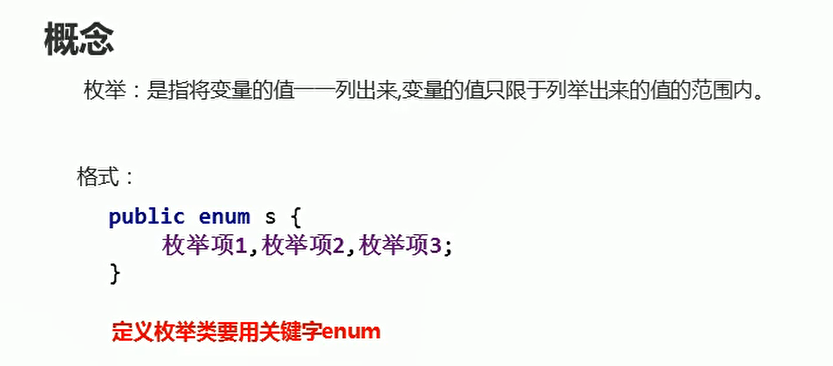 概念
枚举：是指将变量的值一一列出来,变量的值只限于列举出来的值的范围内。
格式：
public enum s {
枚举项1,枚举项2,枚举项3;
}
定义枚举类要用关键字enum